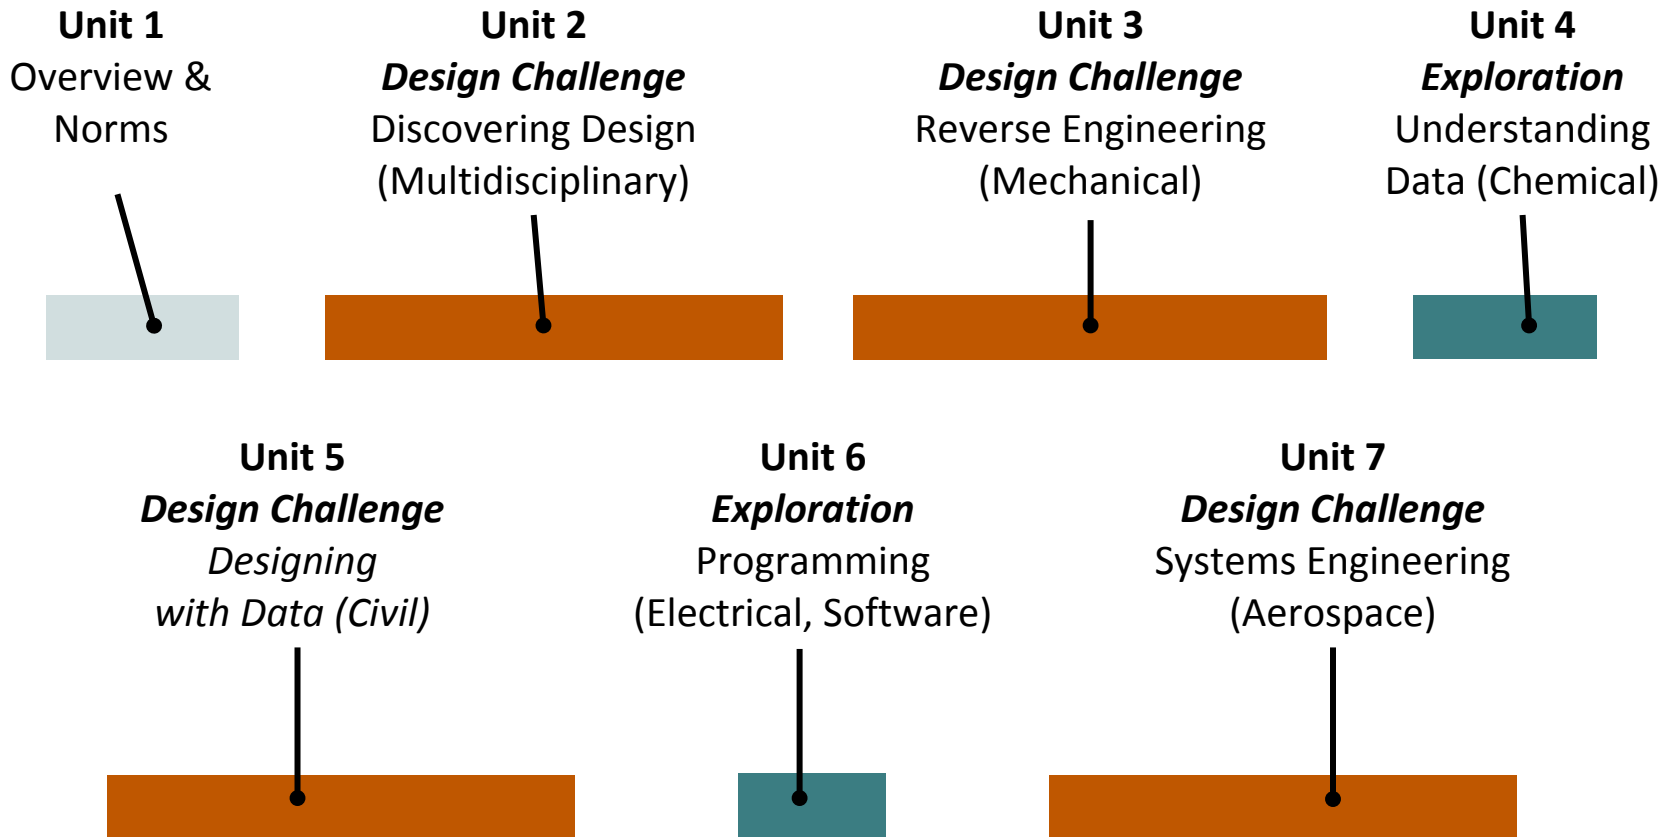 Unit 1
Overview &
Norms
Unit 2
Design Challenge
Discovering Design
(Multidisciplinary)
Unit 3
Design Challenge
Reverse Engineering
(Mechanical)
Unit 4
Exploration
Understanding
Data (Chemical)
Unit 5
Design Challenge
Designing
with Data (Civil)
Unit 6
Exploration
Programming
(Electrical, Software)
Unit 7
Design Challenge
Systems Engineering
(Aerospace)